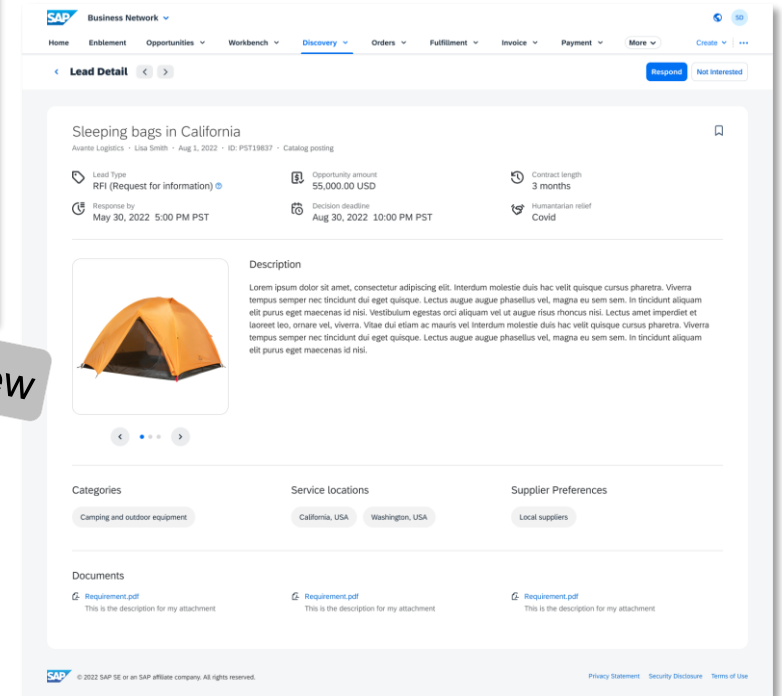 SAP Business Network
SD
Home Enblement Opportunities Workbench Discovery Orders Fulfillment Invoice Payment More Create
Lead Detail
Respond Not Interested
Sleeping bags in California
Avante Logistics · Lisa Smith · Aug 1, 2022 · ID: PST19837 · Catalog posting
Lead Type
RFI (Request for information)
Opportunity amount
55,000.00 USD
Contract length
3 months
Response by
May 30, 2022 5:00 PM PST
Decision deadline
Aug 30, 2022 10:00 PM PST
Humantarian relief
Covid
Description
Lorem ipsum dolor sit amet, consectetur adipiscing elit. Interdum molestie duis hac velit quisque cursus pharetra. Viverra
tempus semper nec tincidunt dui eget quisque. Lectus augue augue phasellus vel, magna eu sem sem. In tincidunt aliquam
elit purus eget maecenas id nisi. Vestibulum egestas orci aliquam vel ut augue risus rhoncus nisi. Lectus amet imperdiet et
laoreet leo, ornare vel, viverra. Vitae dui etiam ac mauris vel Interdum molestie duis hac velit quisque cursus pharetra. Viverra
tempus semper nec tincidunt dui eget quisque. Lectus augue augue phasellus vel, magna eu sem sem. In tincidunt aliquam
elit purus eget maecenas id nisi.
Categories
Camping and outdoor equipment
Service locations
California, USA Washington, USA
Supplier Preferences
Local suppliers
Documents
Requirement.pdf
This is the description for my attachment
Requirement.pdf
This is the description for my attachment
Requirement.pdf
This is the description for my attachment
SAP © 2022 SAP SE or an SAP affiliate company. All rights reserved.
Privacy Statement Security Disclosure Terms of Use